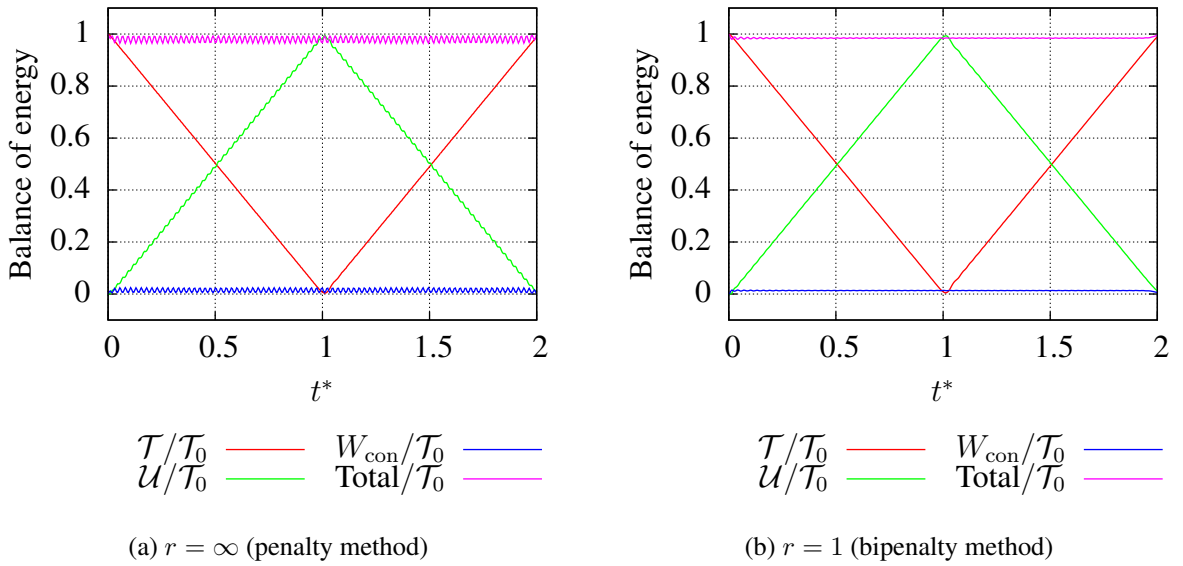 Balance of energy
1
0.8
0.6
0.4
0.2
0
0 0.5 1 1.5 2
t*
𝒯/𝒯₀ W_con/𝒯₀
𝒰/𝒯₀ Total/𝒯₀
(a) r = ∞ (penalty method)
Balance of energy
1
0.8
0.6
0.4
0.2
0
0 0.5 1 1.5 2
t*
𝒯/𝒯₀ W_con/𝒯₀
𝒰/𝒯₀ Total/𝒯₀
(b) r = 1 (bipenalty method)